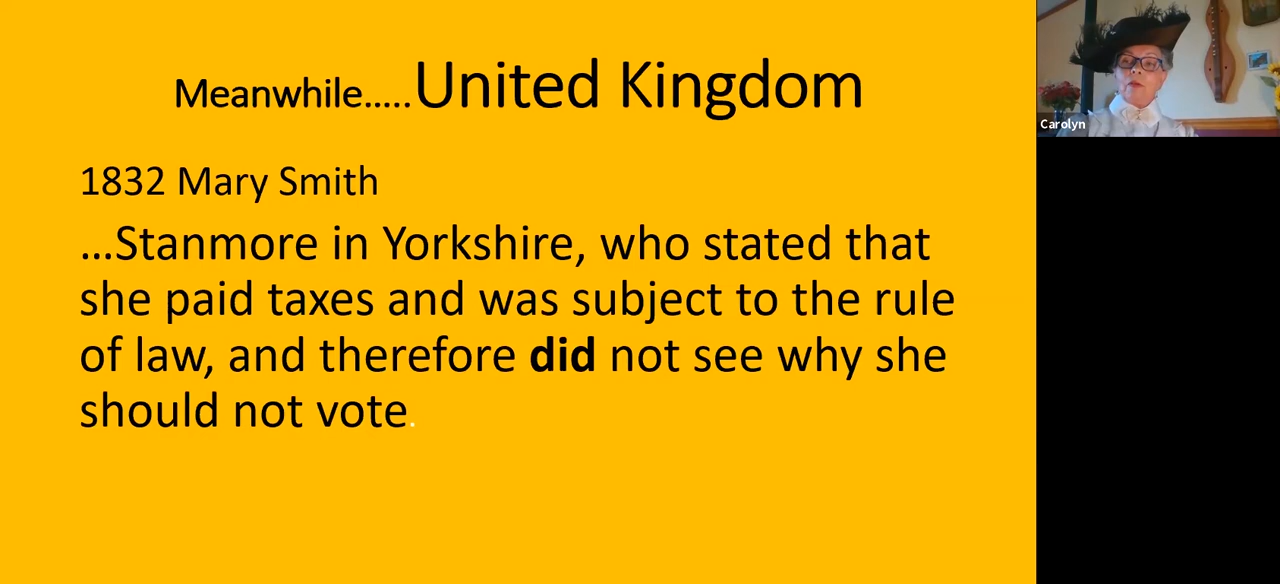 Meanwhile.....United Kingdom
1832 Mary Smith
...Stanmore in Yorkshire, who stated that
she paid taxes and was subject to the rule
of law, and therefore did not see why she
should not vote.
Carolyn